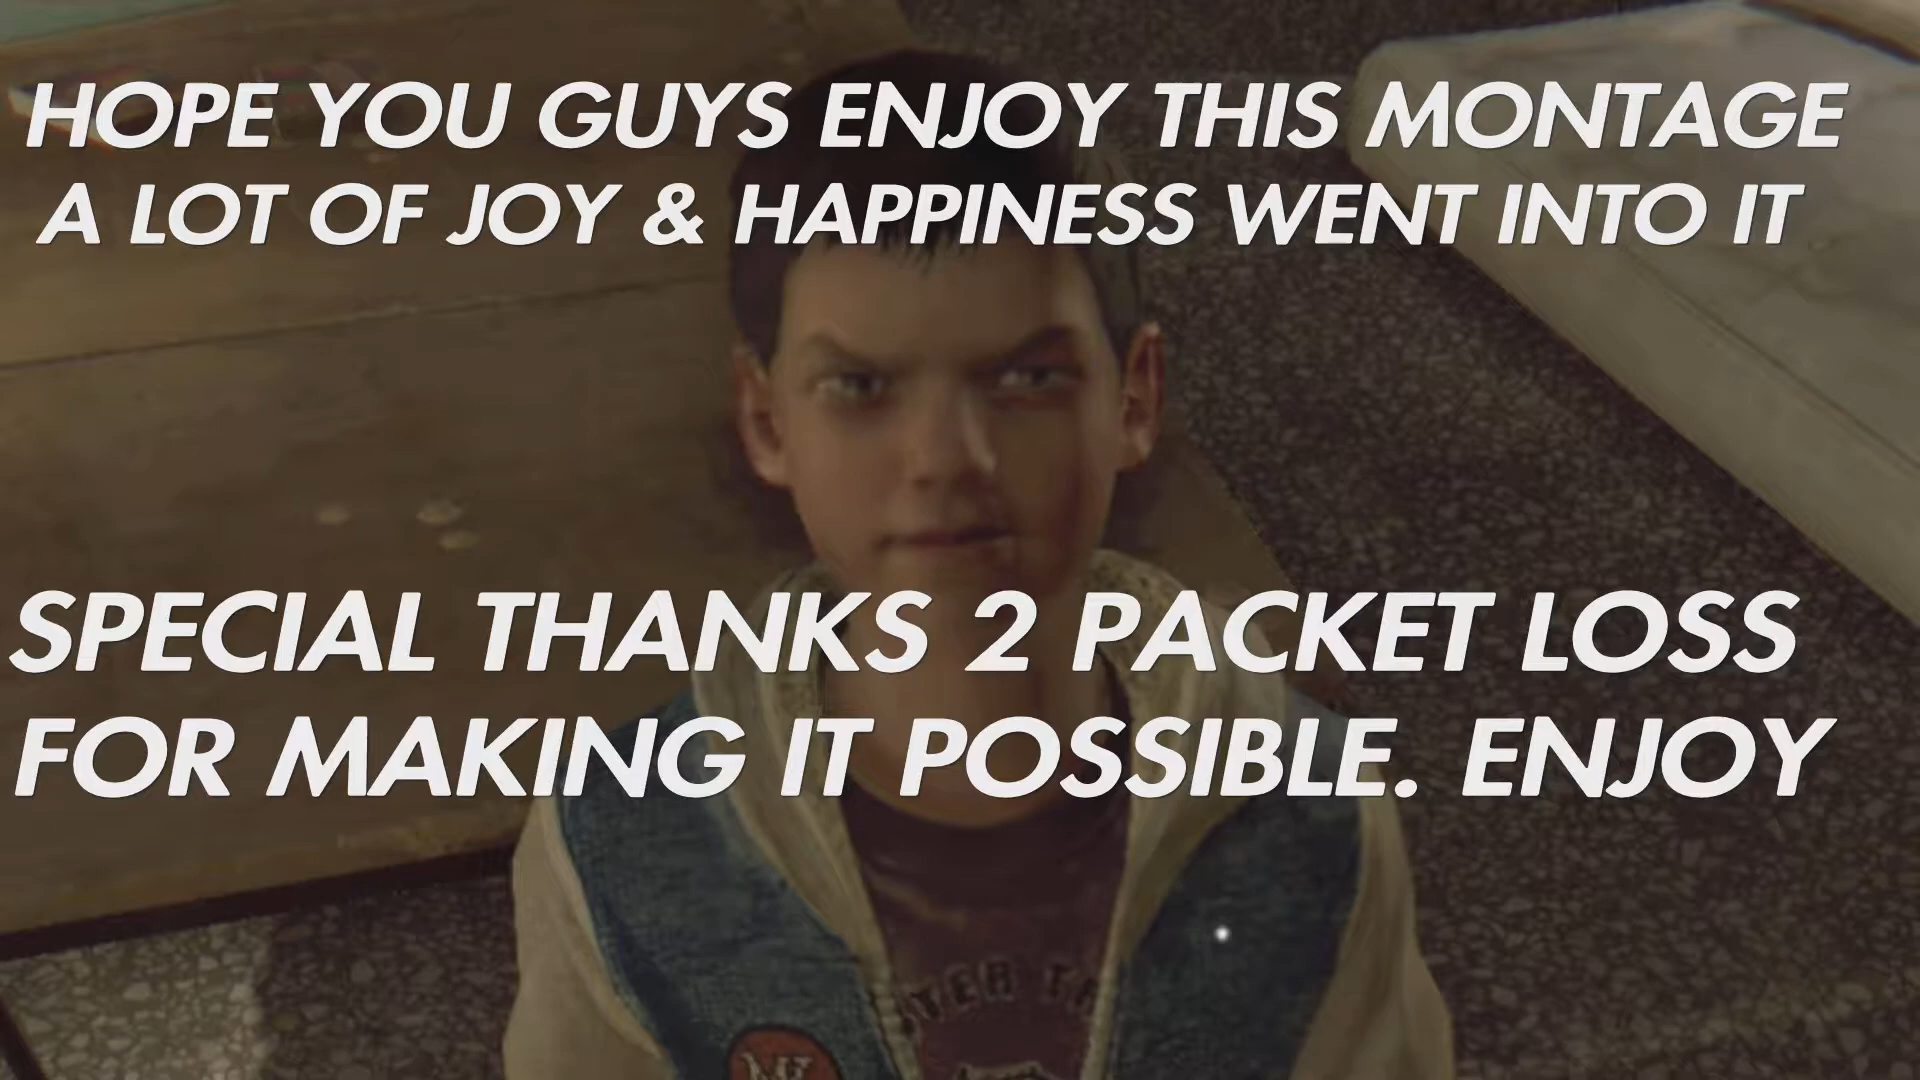 HOPE YOU GUYS ENJOY THIS MONTAGE
A LOT OF JOY & HAPPINESS WENT INTO IT
SPECIAL THANKS 2 PACKET LOSS
FOR MAKING IT POSSIBLE. ENJOY